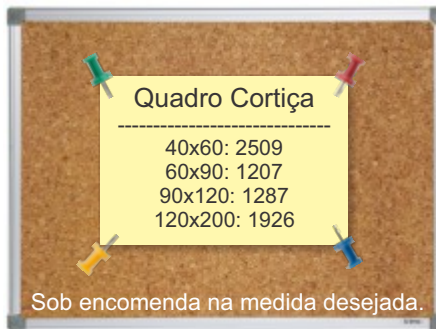 Quadro Cortiça
------------------------------
40x60: 2509
60x90: 1207
90x120: 1287
120x200: 1926
Sob encomenda na medida desejada.